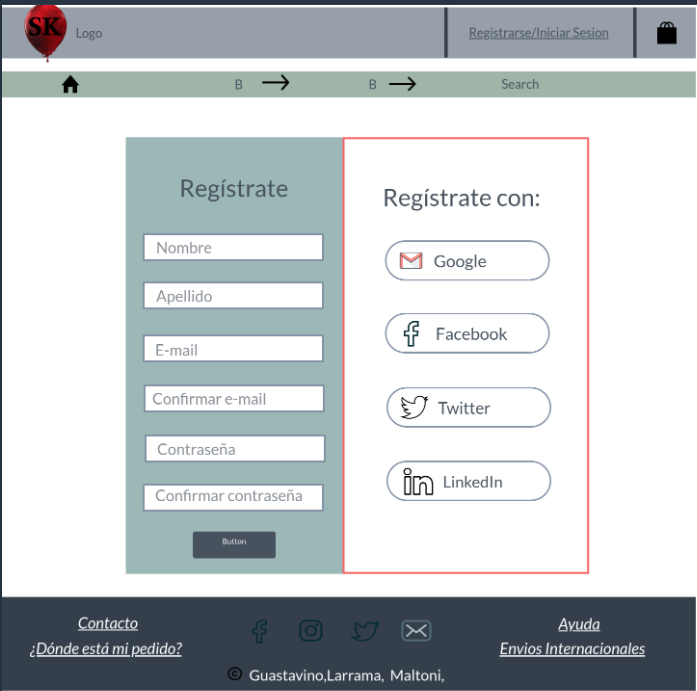 SK Logo Registrarse/Iniciar Sesion
B B Search
Regístrate
Nombre
Apellido
E-mail
Confirmar e-mail
Contraseña
Confirmar contraseña
Button
Regístrate con:
Google
Facebook
Twitter
LinkedIn
Contacto
¿Dónde está mi pedido?
Ayuda
Envios Internacionales
© Guastavino,Larrama, Maltoni,